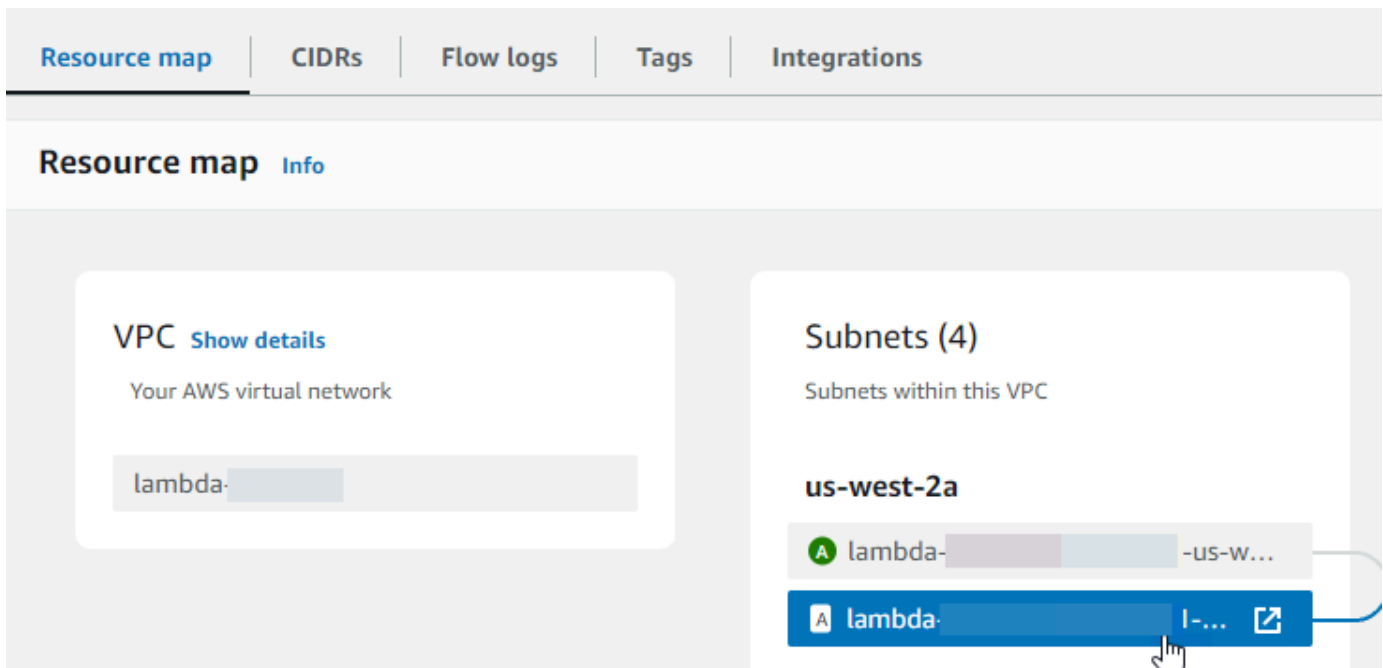 Resource map CIDRs Flow logs Tags Integrations
Resource map Info
VPC Show details
Your AWS virtual network
lambda-
Subnets (4)
Subnets within this VPC
us-west-2a
A lambda- -us-w...
A lambda- l-...